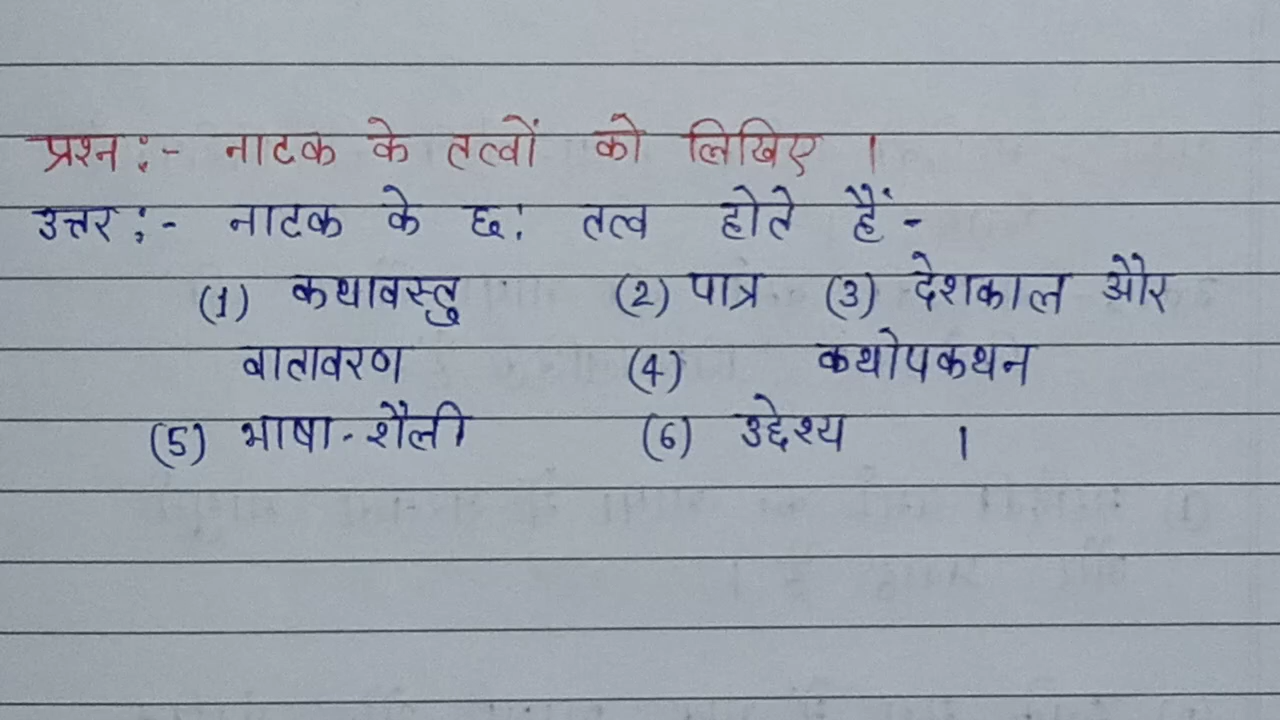 प्रश्न :- नाटक के तत्वों को लिखिए ।
उत्तर :- नाटक के छः तत्व होते हैं -
(1) कथावस्तु (2) पात्र (3) देशकाल और
वातावरण (4) कथोपकथन
(5) भाषा - शैली (6) उद्देश्य ।